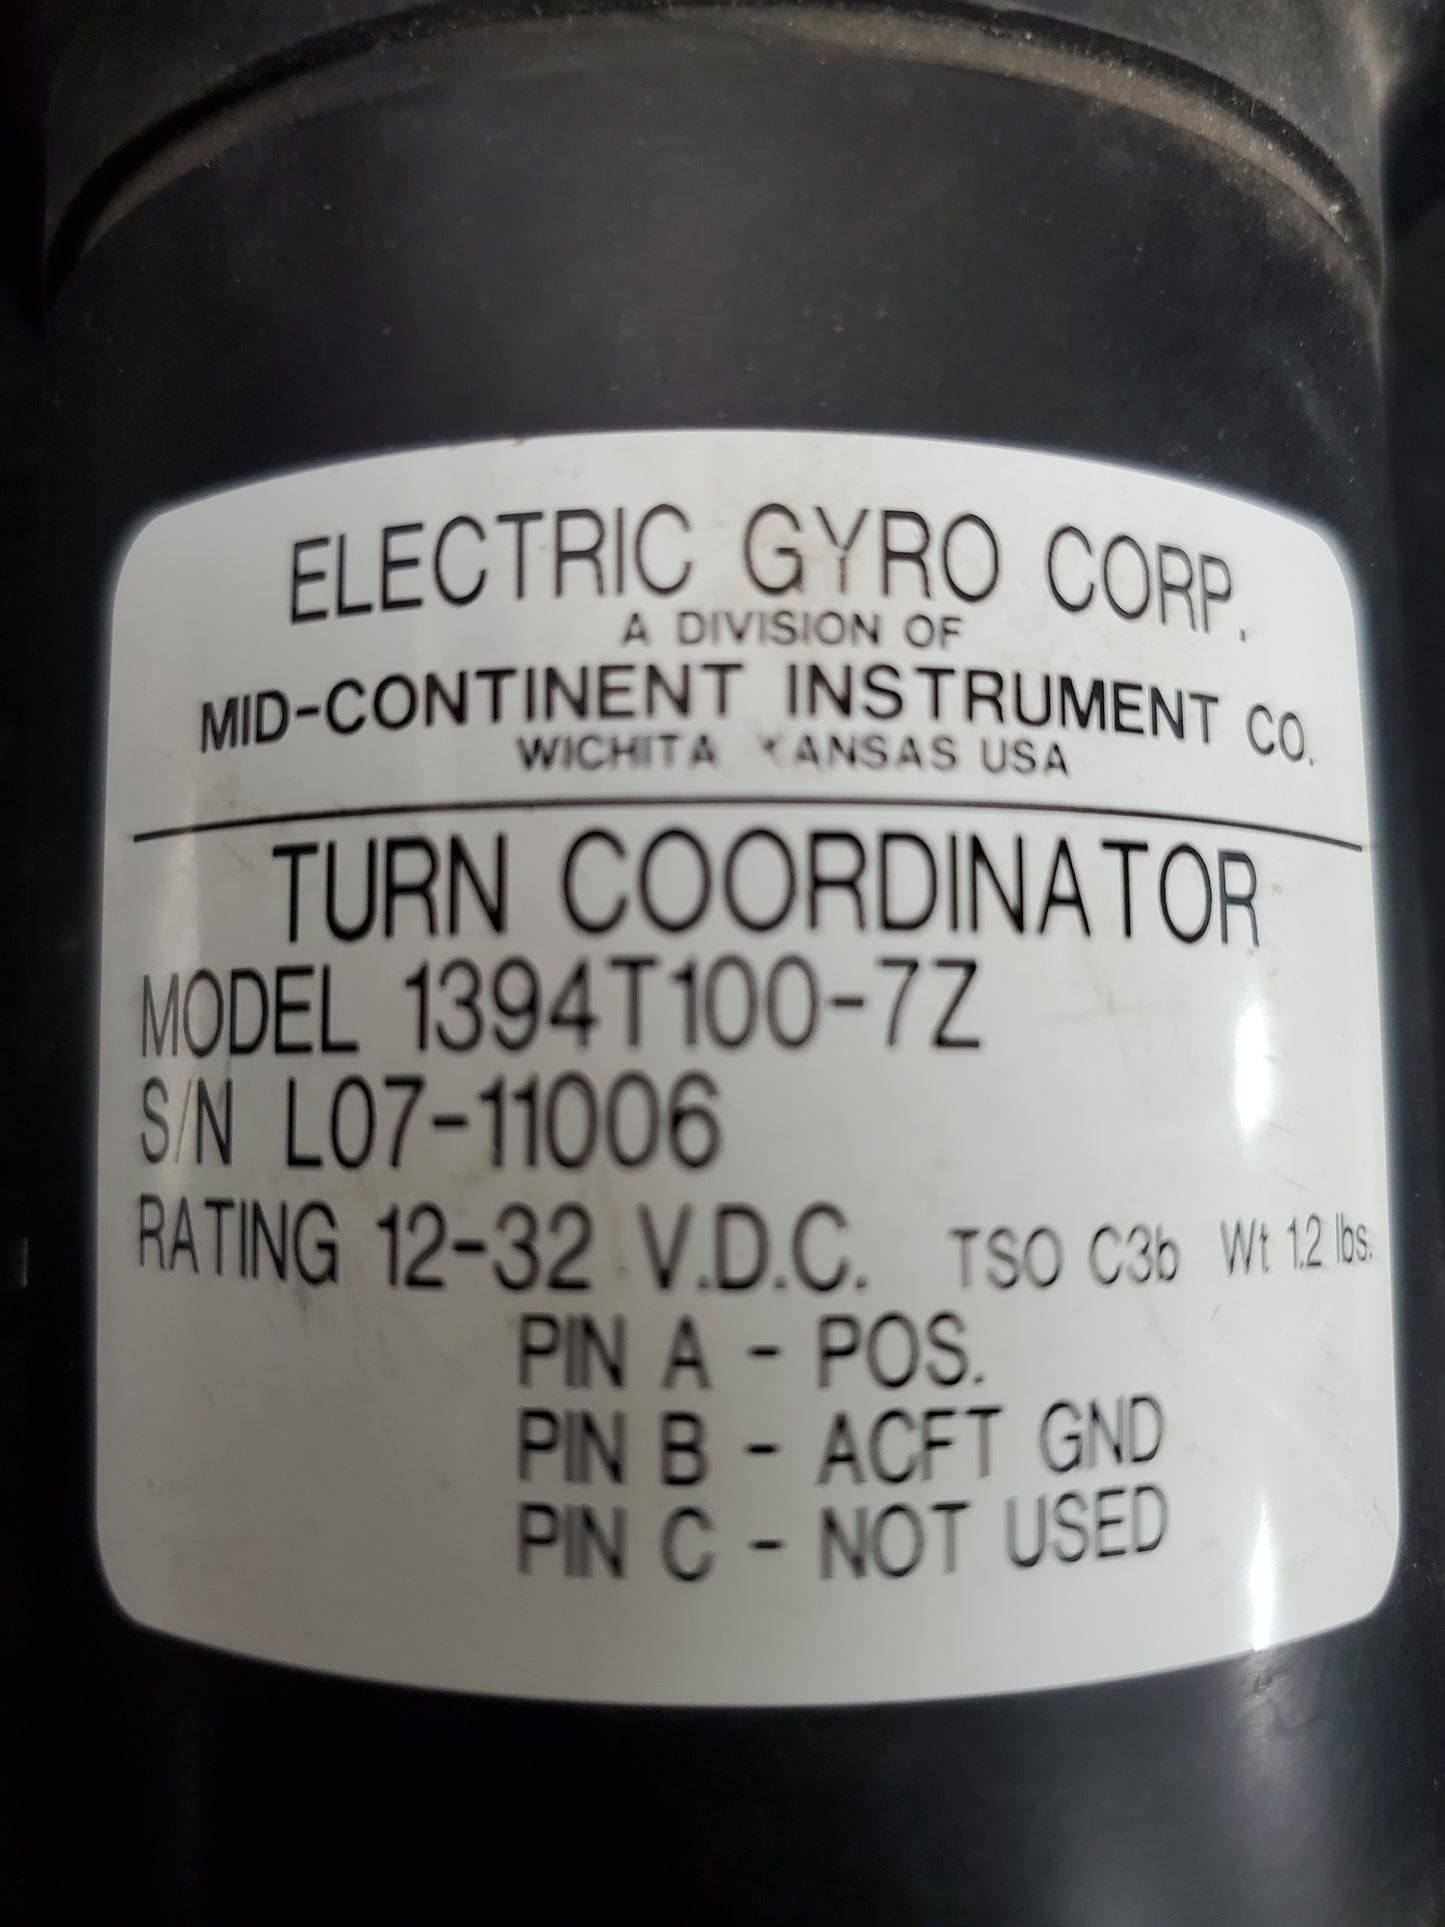 ELECTRIC GYRO CORP.
A DIVISION OF
MID-CONTINENT INSTRUMENT CO.
WICHITA KANSAS USA
TURN COORDINATOR
MODEL 1394T100-7Z
S/N L07-11006
RATING 12-32 V.D.C. TSO C3b Wt 1.2 lbs.
PIN A - POS.
PIN B - ACFT GND
PIN C - NOT USED